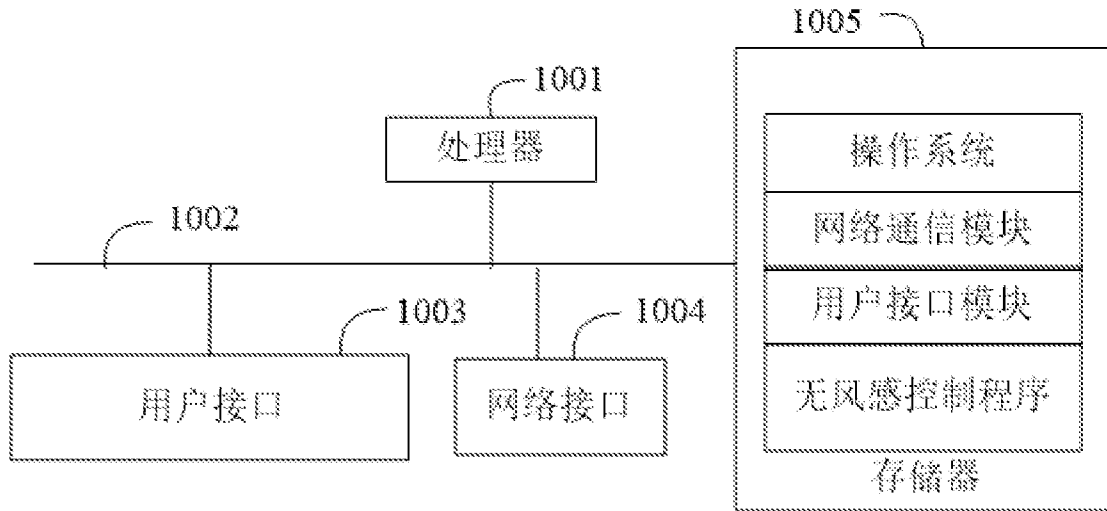 1005
1001
处理器
操作系统
1002
网络通信模块
1003
1004
用户接口模块
用户接口
网络接口
无风感控制程序
存储器